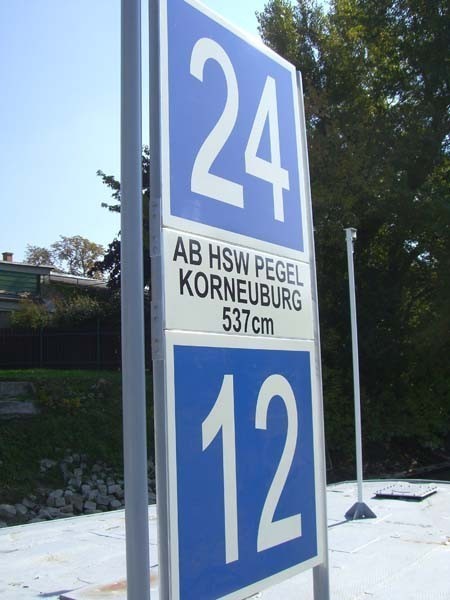 24
AB HSW PEGEL
KORNEUBURG
537cm
12